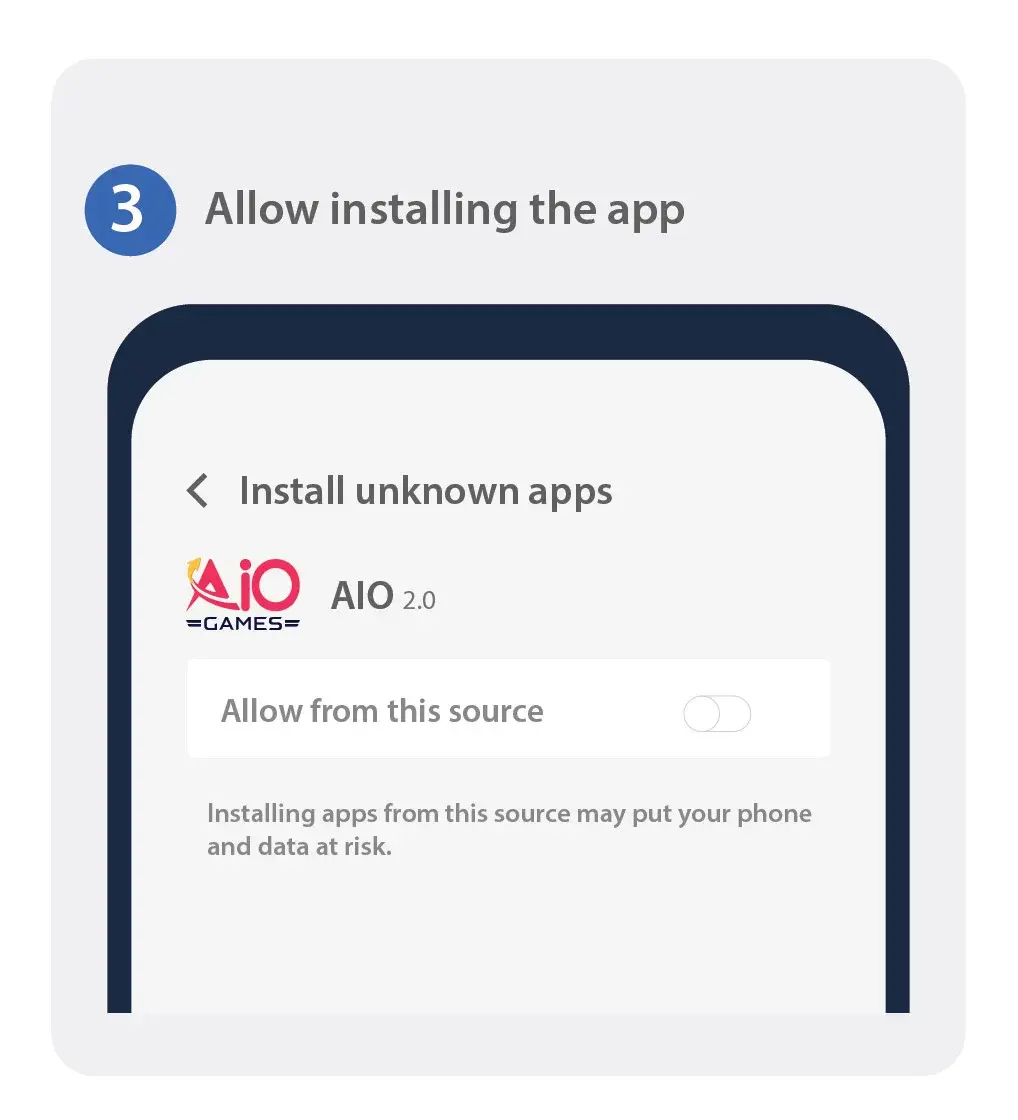 3 Allow installing the app
Install unknown apps
AiO
=GAMES=
AIO 2.0
Allow from this source
Installing apps from this source may put your phone
and data at risk.